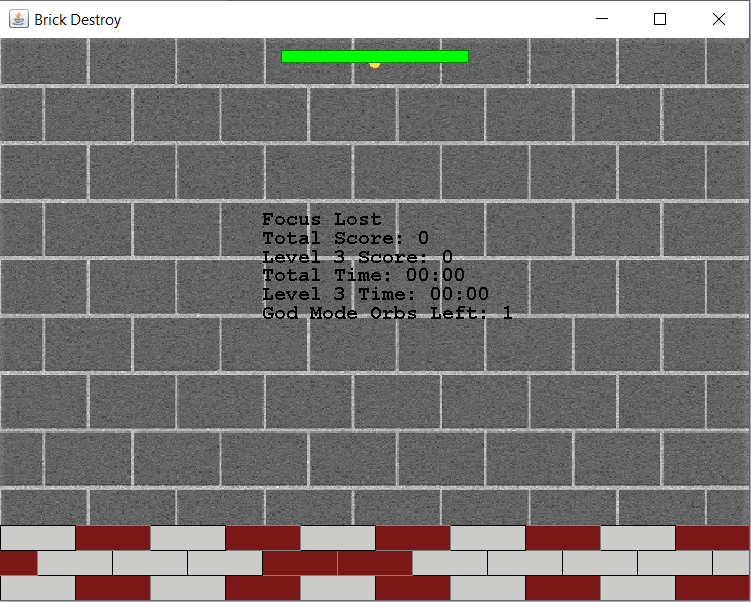 Brick Destroy
Focus Lost
Total Score: 0
Level 3 Score: 0
Total Time: 00:00
Level 3 Time: 00:00
God Mode Orbs Left: 1